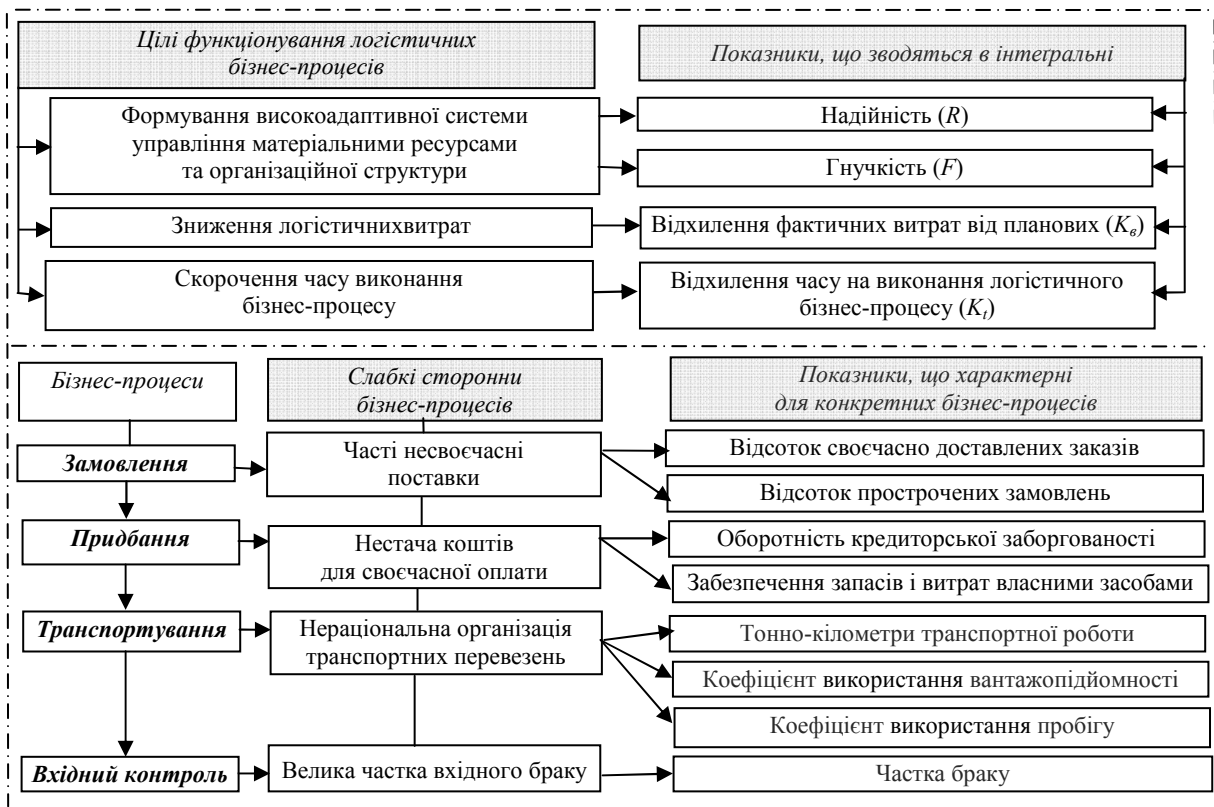 Цілі функціонування логістичних
бізнес-процесів
Показники, що зводяться в інтегральні
Формування високоадаптивної системи
управління матеріальними ресурсами
та організаційної структури
Надійність (R)
Гнучкість (F)
Зниження логістичнихвитрат
Відхилення фактичних витрат від планових (Kв)
Скорочення часу виконання
бізнес-процесу
Відхилення часу на виконання логістичного
бізнес-процесу (Kt)
Бізнес-процеси
Слабкі сторонни
бізнес-процесів
Показники, що характерні
для конкретних бізнес-процесів
Замовлення
Часті несвоєчасні
поставки
Відсоток своєчасно доставлених заказів
Відсоток прострочених замовлень
Придбання
Нестача коштів
для своєчасної оплати
Оборотність кредиторської заборгованості
Забезпечення запасів і витрат власними засобами
Транспортування
Нераціональна організація
транспортних перевезень
Тонно-кілометри транспортної роботи
Коефіцієнт використання вантажопідйомності
Коефіцієнт використання пробігу
Вхідний контроль
Велика частка вхідного браку
Частка браку